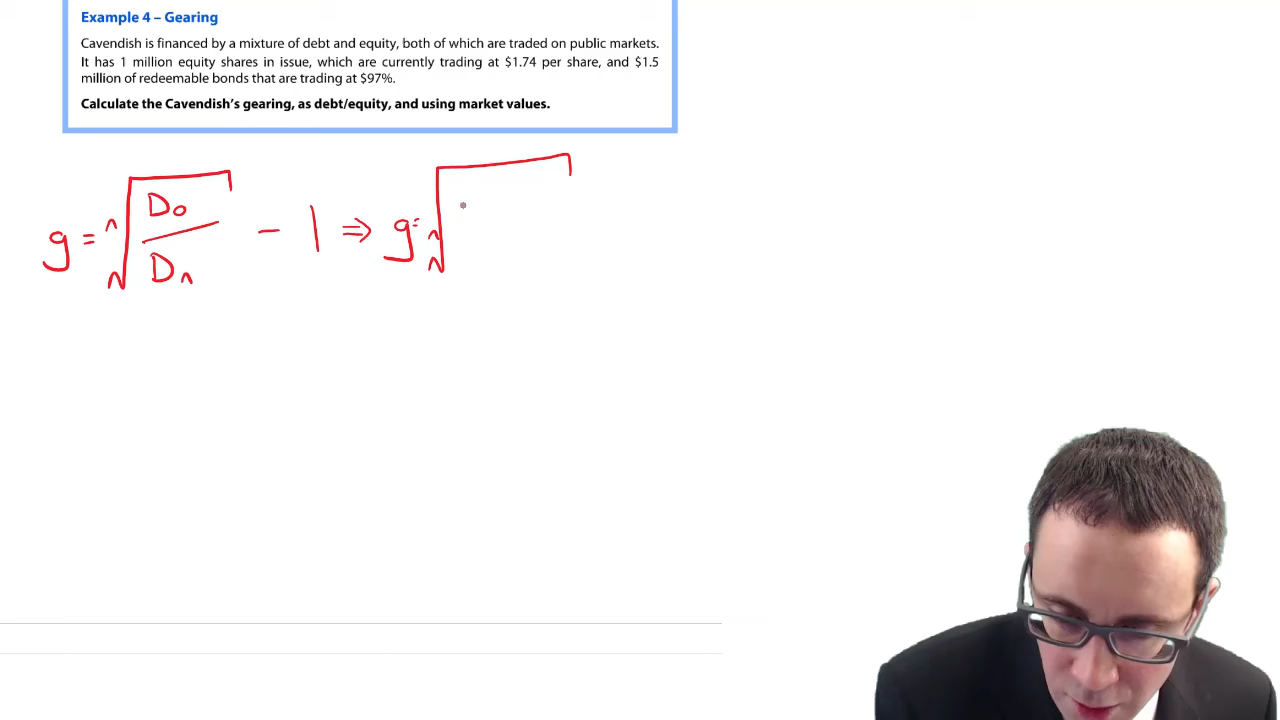 Example 4 – Gearing
Cavendish is financed by a mixture of debt and equity, both of which are traded on public markets.
It has 1 million equity shares in issue, which are currently trading at $1.74 per share, and $1.5
million of redeemable bonds that are trading at $97%.
Calculate the Cavendish's gearing, as debt/equity, and using market values.
g = ⁿ√(D₀/Dₙ) - 1 ⇒ g = ⁿ√